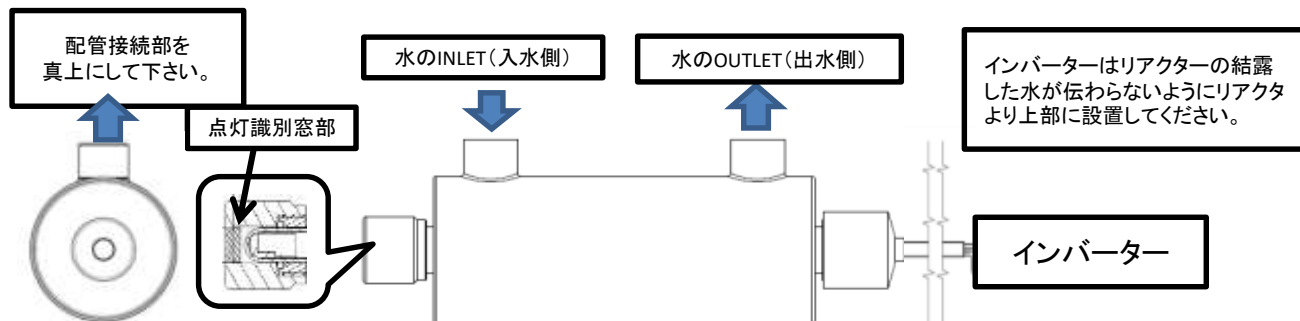 配管接続部を
真上にして下さい。
水のINLET(入水側)
水のOUTLET(出水側)
インバーターはリアクターの結露
した水が伝わらないようにリアクタ
より上部に設置してください。
点灯識別窓部
インバーター